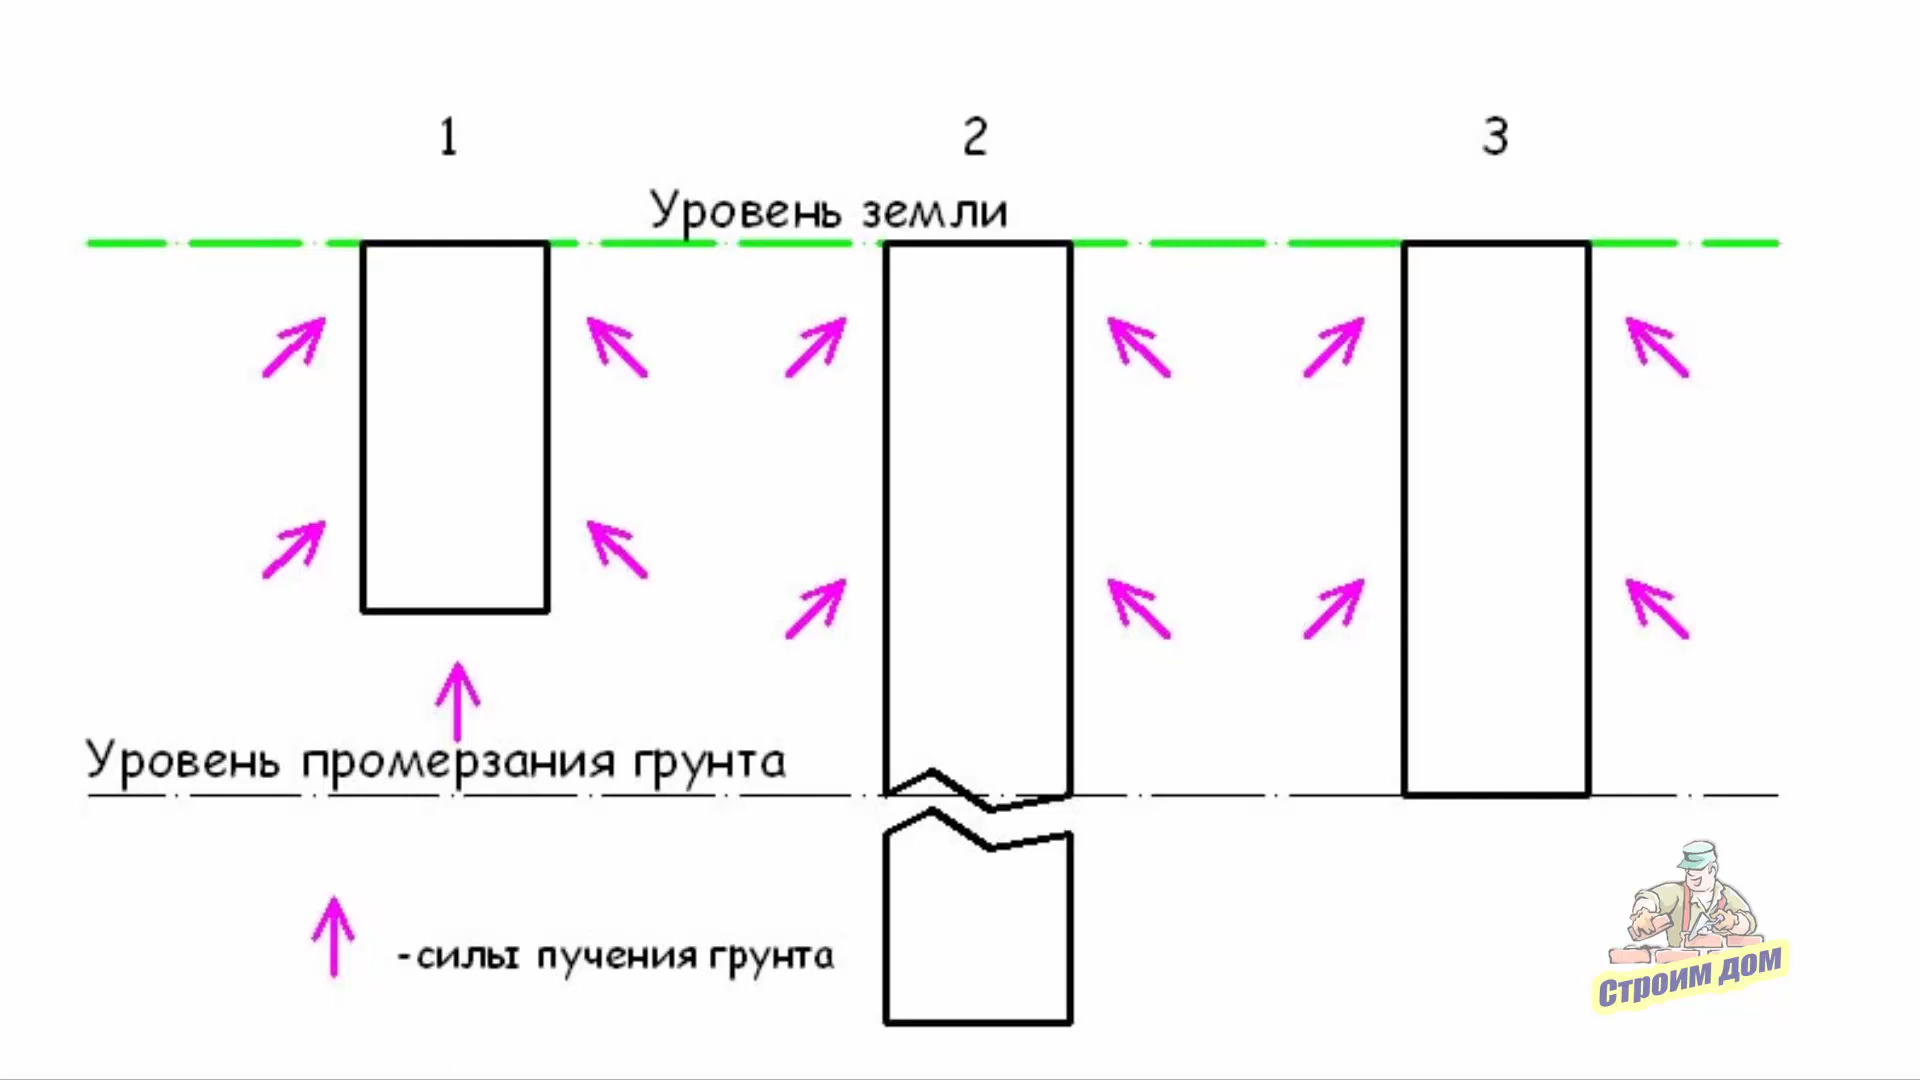 1 2 3
Уровень земли
Уровень промерзания грунта
-силы пучения грунта
Строим дом